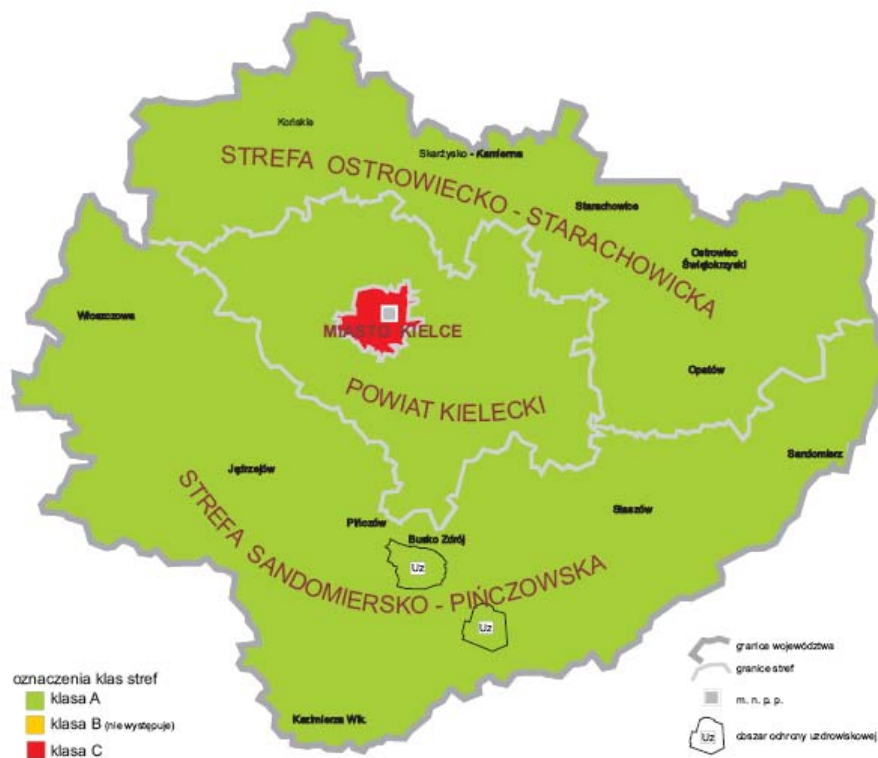 Końskie
Skarżysko - Kamienna
STREFA OSTROWIECKO - STARACHOWICKA
Starachowice
Ostrowiec
Świętokrzyski
Włoszczowa
MIASTO KIELCE
Opatów
POWIAT KIELECKI
Sandomierz
Jędrzejów
Staszów
Pińczów
Busko Zdrój
STREFA SANDOMIERSKO - PIŃCZOWSKA
Uz
Uz
Kazimierza Wlk.
oznaczenia klas stref
klasa A
klasa B (nie występuje)
klasa C
granice województwa
granice stref
m. n. p. p.
Uz obszar ochrony uzdrowiskowej